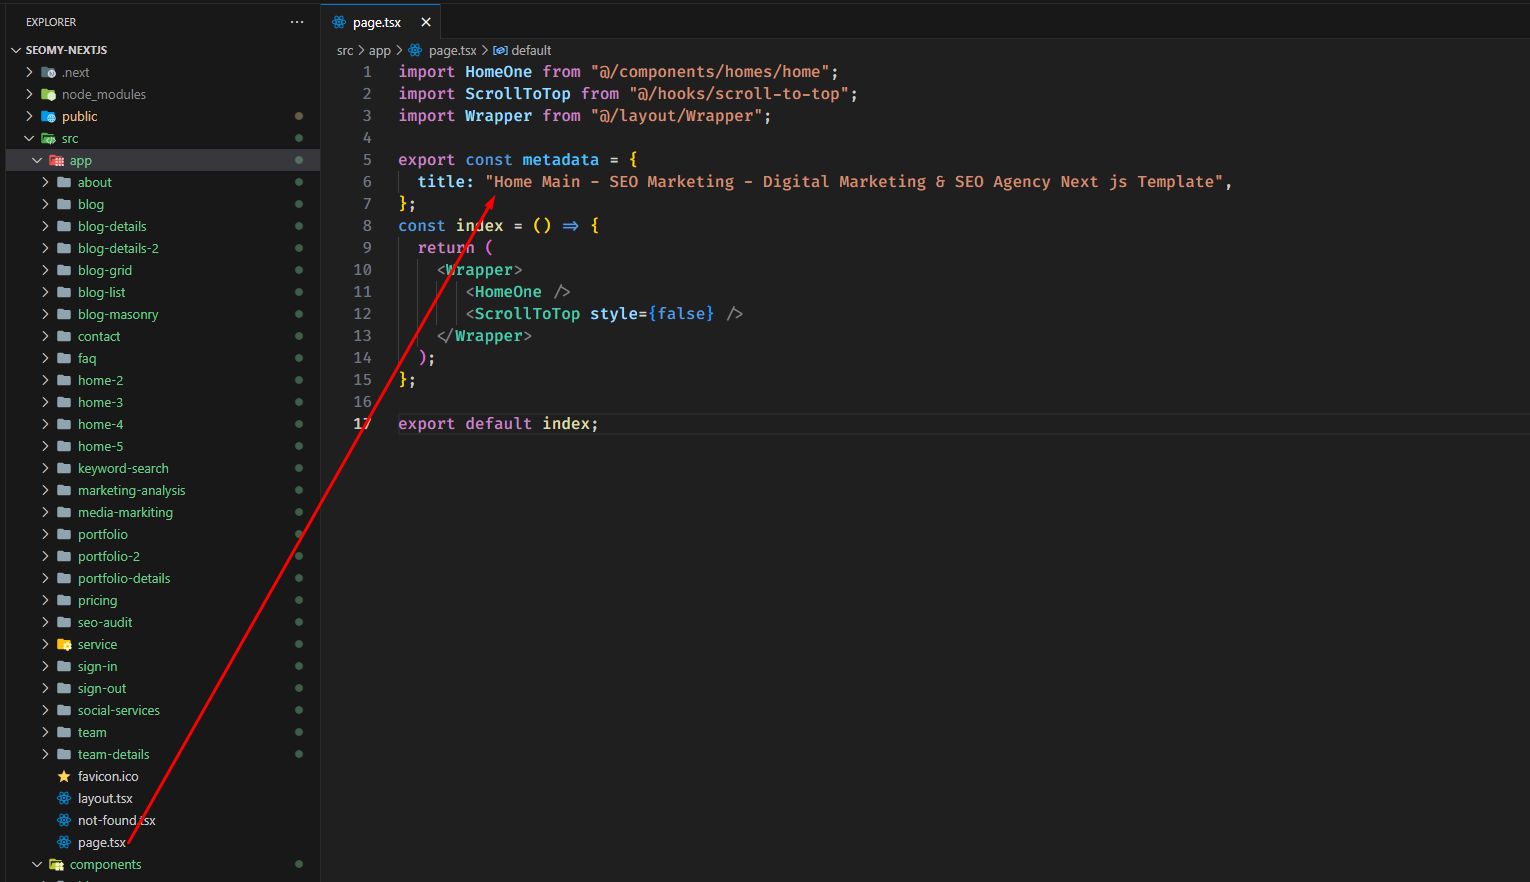 EXPLORER
SEOMY-NEXTJS
.next
node_modules
public
src
app
about
blog
blog-details
blog-details-2
blog-grid
blog-list
blog-masonry
contact
faq
home-2
home-3
home-4
home-5
keyword-search
marketing-analysis
media-markiting
portfolio
portfolio-2
portfolio-details
pricing
seo-audit
service
sign-in
sign-out
social-services
team
team-details
favicon.ico
layout.tsx
not-found.tsx
page.tsx
components
page.tsx
src > app > page.tsx > default
1 import HomeOne from "@/components/homes/home";
2 import ScrollToTop from "@/hooks/scroll-to-top";
3 import Wrapper from "@/layout/Wrapper";
4
5 export const metadata = {
6 title: "Home Main - SEO Marketing - Digital Marketing & SEO Agency Next js Template",
7 };
8 const index = () => {
9 return (
10 <Wrapper>
11 <HomeOne />
12 <ScrollToTop style={false} />
13 </Wrapper>
14 );
15 };
16
17 export default index;